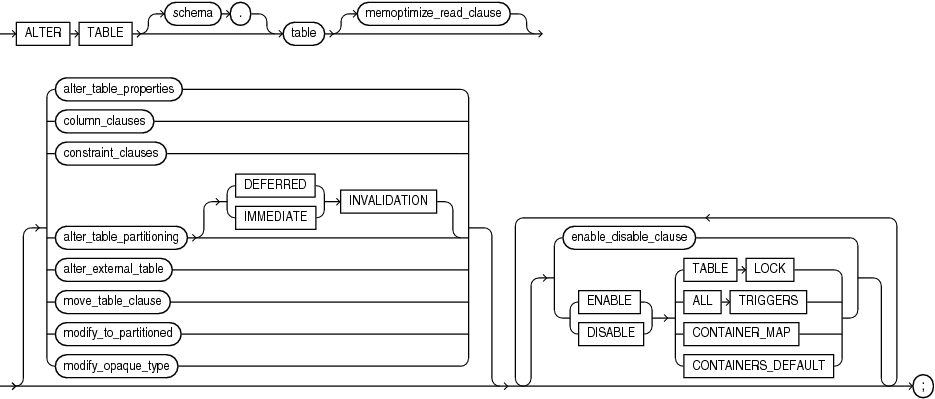 ALTER TABLE schema . table memoptimize_read_clause
alter_table_properties
column_clauses
constraint_clauses
alter_table_partitioning DEFERRED IMMEDIATE INVALIDATION
alter_external_table
move_table_clause
modify_to_partitioned
modify_opaque_type
enable_disable_clause
ENABLE
DISABLE
TABLE LOCK
ALL TRIGGERS
CONTAINER_MAP
CONTAINERS_DEFAULT
;